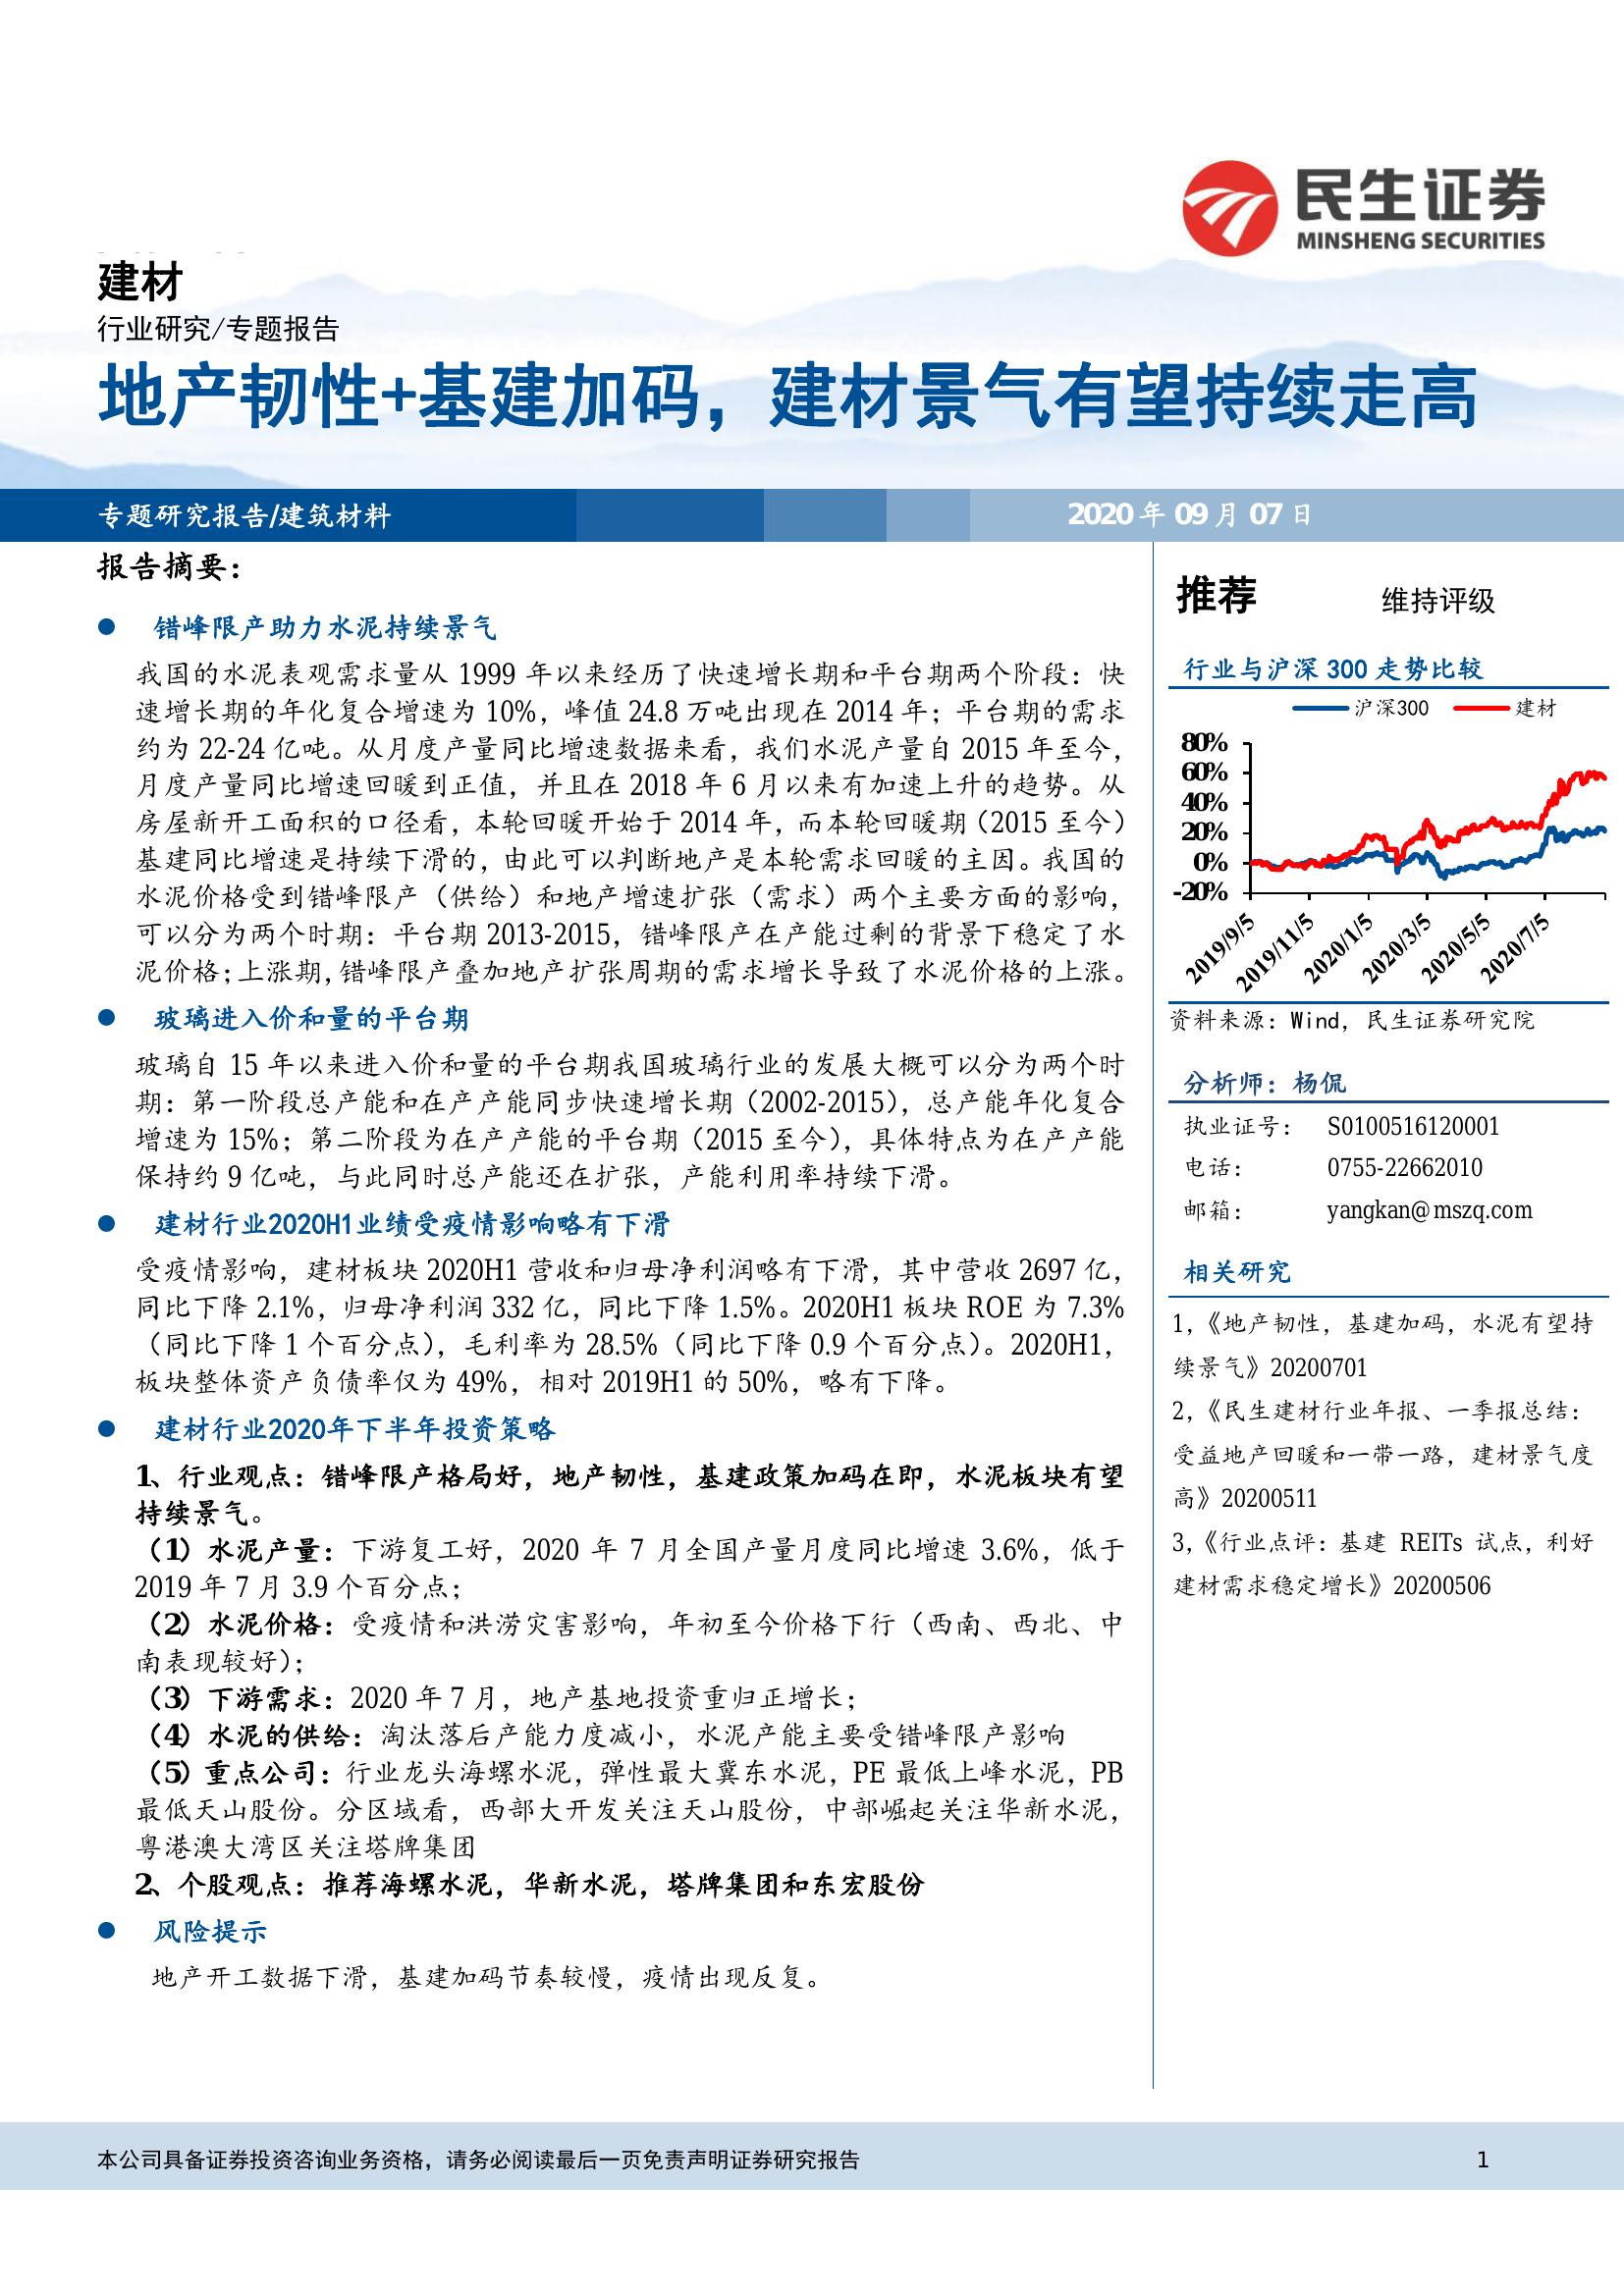 民生证券
MINSHENG SECURITIES
建材
行业研究/专题报告
地产韧性+基建加码，建材景气有望持续走高
专题研究报告/建筑材料
2020 年 09 月 07 日
报告摘要：
● 错峰限产助力水泥持续景气
我国的水泥表观需求量从 1999 年以来经历了快速增长期和平台期两个阶段：快
速增长期的年化复合增速为 10%，峰值 24.8 万吨出现在 2014 年；平台期的需求
约为 22-24 亿吨。从月度产量同比增速数据来看，我们水泥产量自 2015 年至今，
月度产量同比增速回暖到正值，并且在 2018 年 6 月以来有加速上升的趋势。从
房屋新开工面积的口径看，本轮回暖开始于 2014 年，而本轮回暖期（2015 至今）
基建同比增速是持续下滑的，由此可以判断地产是本轮需求回暖的主因。我国的
水泥价格受到错峰限产（供给）和地产增速扩张（需求）两个主要方面的影响，
可以分为两个时期：平台期 2013-2015，错峰限产在产能过剩的背景下稳定了水
泥价格；上涨期，错峰限产叠加地产扩张周期的需求增长导致了水泥价格的上涨。
● 玻璃进入价和量的平台期
玻璃自 15 年以来进入价和量的平台期我国玻璃行业的发展大概可以分为两个时
期：第一阶段总产能和在产产能同步快速增长期（2002-2015），总产能年化复合
增速为 15%；第二阶段为在产产能的平台期（2015 至今），具体特点为在产产能
保持约 9 亿吨，与此同时总产能还在扩张，产能利用率持续下滑。
● 建材行业2020H1业绩受疫情影响略有下滑
受疫情影响，建材板块 2020H1 营收和归母净利润略有下滑，其中营收 2697 亿，
同比下降 2.1%，归母净利润 332 亿，同比下降 1.5%。2020H1 板块 ROE 为 7.3%
（同比下降 1 个百分点），毛利率为 28.5%（同比下降 0.9 个百分点）。2020H1，
板块整体资产负债率仅为 49%，相对 2019H1 的 50%，略有下降。
● 建材行业2020年下半年投资策略
1、行业观点：错峰限产格局好，地产韧性，基建政策加码在即，水泥板块有望
持续景气。
（1）水泥产量：下游复工好，2020 年 7 月全国产量月度同比增速 3.6%，低于
2019 年 7 月 3.9 个百分点；
（2）水泥价格：受疫情和洪涝灾害影响，年初至今价格下行（西南、西北、中
南表现较好）；
（3）下游需求：2020 年 7 月，地产基地投资重归正增长；
（4）水泥的供给：淘汰落后产能力度减小，水泥产能主要受错峰限产影响
（5）重点公司：行业龙头海螺水泥，弹性最大冀东水泥，PE 最低上峰水泥，PB
最低天山股份。分区域看，西部大开发关注天山股份，中部崛起关注华新水泥，
粤港澳大湾区关注塔牌集团
2、个股观点：推荐海螺水泥，华新水泥，塔牌集团和东宏股份
● 风险提示
地产开工数据下滑，基建加码节奏较慢，疫情出现反复。
推荐 维持评级
行业与沪深 300 走势比较
沪深300 建材
80%
60%
40%
20%
0%
-20%
2019/9/5 2019/11/5 2020/1/5 2020/3/5 2020/5/5 2020/7/5
资料来源：Wind，民生证券研究院
分析师：杨侃
执业证号： S0100516120001
电话： 0755-22662010
邮箱： yangkan@mszq.com
相关研究
1,《地产韧性，基建加码，水泥有望持
续景气》20200701
2,《民生建材行业年报、一季报总结：
受益地产回暖和一带一路，建材景气度
高》20200511
3,《行业点评：基建 REITs 试点，利好
建材需求稳定增长》20200506
本公司具备证券投资咨询业务资格，请务必阅读最后一页免责声明证券研究报告
1